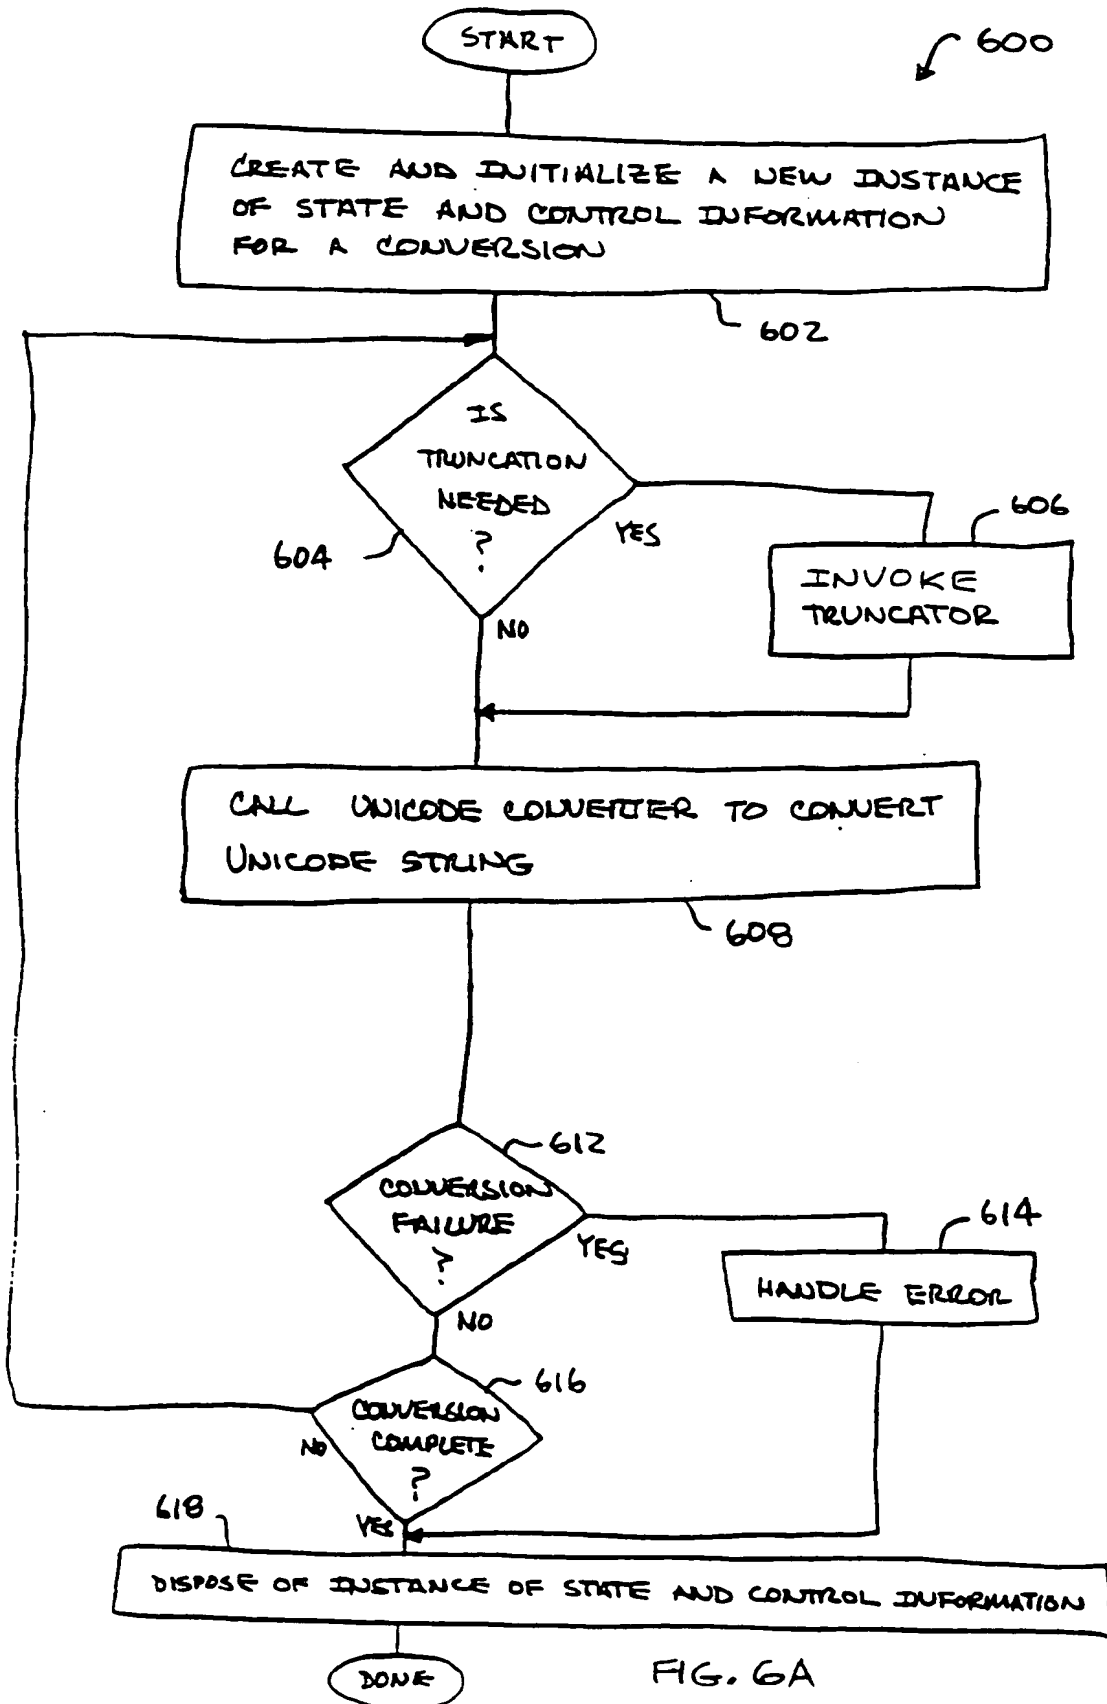 START
600
CREATE AND INITIALIZE A NEW INSTANCE
OF STATE AND CONTROL INFORMATION
FOR A CONVERSION
602
IS
TRUNCATION
NEEDED
?
604
YES
606
INVOKE
TRUNCATOR
NO
CALL UNICODE CONVERTER TO CONVERT
UNICODE STRING
608
612
CONVERSION
FAILURE
?
YES
614
HANDLE ERROR
NO
616
CONVERSION
COMPLETE
?
NO
618
YES
DISPOSE OF INSTANCE OF STATE AND CONTROL INFORMATION
DONE
FIG. 6A